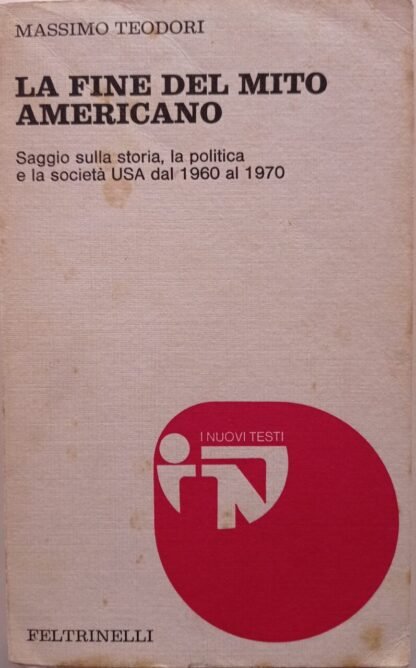 MASSIMO TEODORI
LA FINE DEL MITO
AMERICANO
Saggio sulla storia, la politica
e la società USA dal 1960 al 1970
I NUOVI TESTI
iNT
FELTRINELLI